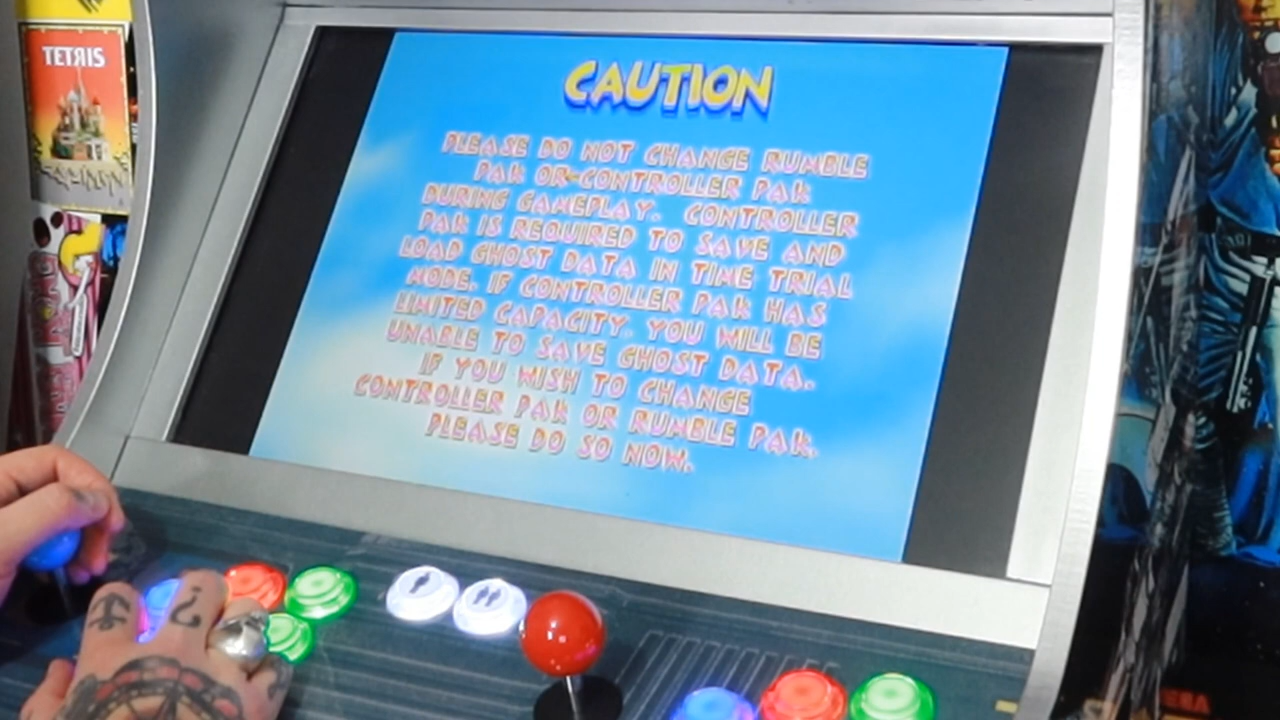 TETRIS
CAUTION
PLEASE DO NOT CHANGE RUMBLE
PAK OR CONTROLLER PAK
DURING GAMEPLAY. CONTROLLER
PAK IS REQUIRED TO SAVE AND
LOAD GHOST DATA IN TIME TRIAL
MODE. IF CONTROLLER PAK HAS
LIMITED CAPACITY. YOU WILL BE
UNABLE TO SAVE GHOST DATA.
IF YOU WISH TO CHANGE
CONTROLLER PAK OR RUMBLE PAK.
PLEASE DO SO NOW.
SEGA